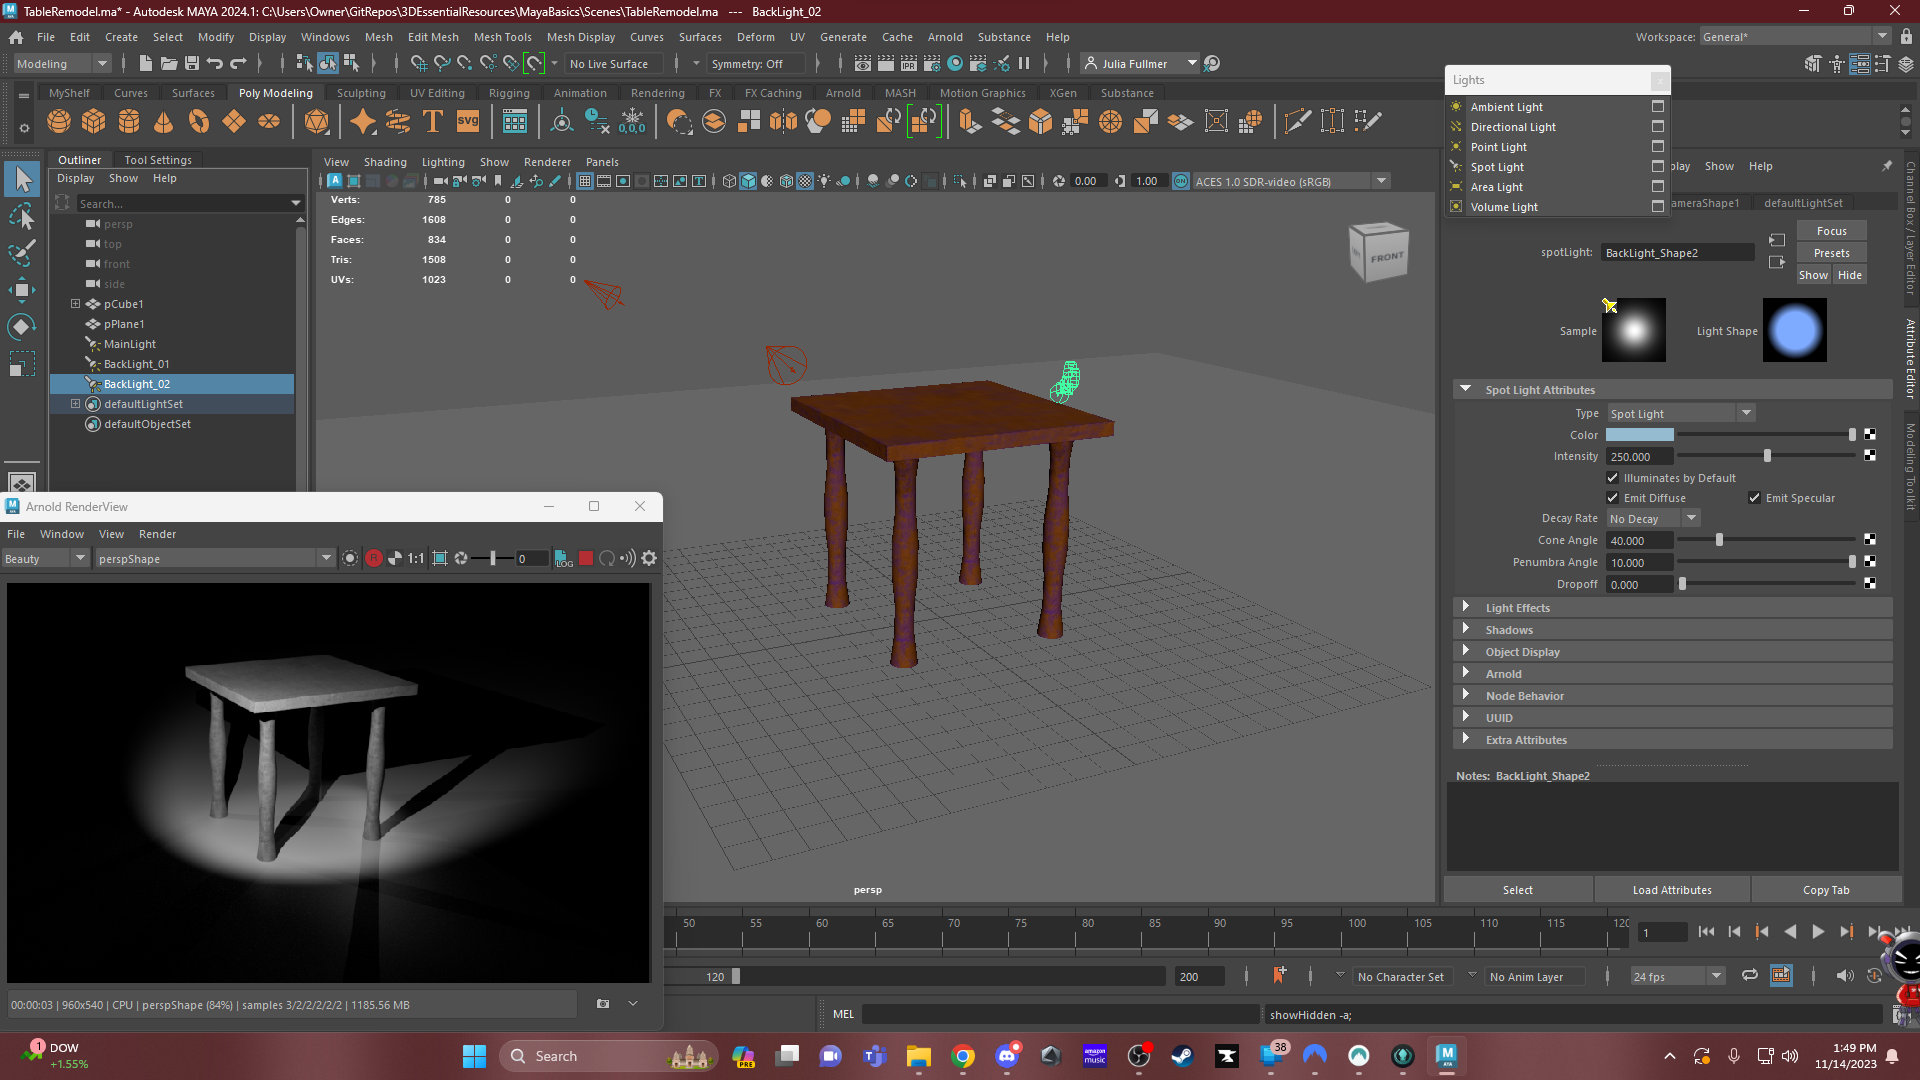 TableRemodel.ma* - Autodesk MAYA 2024.1: C:\Users\Owner\GitRepos\3DEssentialResources\MayaBasics\Scenes\TableRemodel.ma --- BackLight_02
File Edit Create Select Modify Display Windows Mesh Edit Mesh Mesh Tools Mesh Display Curves Surfaces Deform UV Generate Cache Arnold Substance Help
Workspace: General*
Modeling
No Live Surface
Symmetry: Off
IPR
Julia Fullmer
MyShelf Curves Surfaces Poly Modeling Sculpting UV Editing Rigging Animation Rendering FX FX Caching Arnold MASH Motion Graphics XGen Substance
SVG
0,0,0
Lights
Ambient Light
Directional Light
Point Light
Spot Light
Area Light
Volume Light
Outliner Tool Settings
Display Show Help
Search...
persp
top
front
side
pCube1
pPlane1
MainLight
BackLight_01
BackLight_02
defaultLightSet
defaultObjectSet
View Shading Lighting Show Renderer Panels
0.00
1.00
ON
ACES 1.0 SDR-video (sRGB)
Verts: 785 0 0
Edges: 1608 0 0
Faces: 834 0 0
Tris: 1508 0 0
UVs: 1023 0 0
FRONT
persp
play Show Help
ameraShape1 defaultLightSet
spotLight: BackLight_Shape2
Focus
Presets
Show Hide
Sample
Light Shape
Spot Light Attributes
Type Spot Light
Color
Intensity 250.000
Illuminates by Default
Emit Diffuse Emit Specular
Decay Rate No Decay
Cone Angle 40.000
Penumbra Angle 10.000
Dropoff 0.000
Light Effects
Shadows
Object Display
Arnold
Node Behavior
UUID
Extra Attributes
Notes: BackLight_Shape2
Select Load Attributes Copy Tab
Channel Box / Layer Editor
Attribute Editor
Modeling Toolkit
Arnold RenderView
File Window View Render
Beauty
perspShape
1:1
0
LOG
00:00:03 | 960x540 | CPU | perspShape (84%) | samples 3/2/2/2/2/2 | 1185.56 MB
50 55 60 65 70 75 80 85 90 95 100 105 110 115 120
1
120
200
No Character Set
No Anim Layer
24 fps
MEL
showHidden -a;
1
DOW
+1.55%
Search
PRE
amazon music
38
MAYA
1:49 PM
11/14/2023